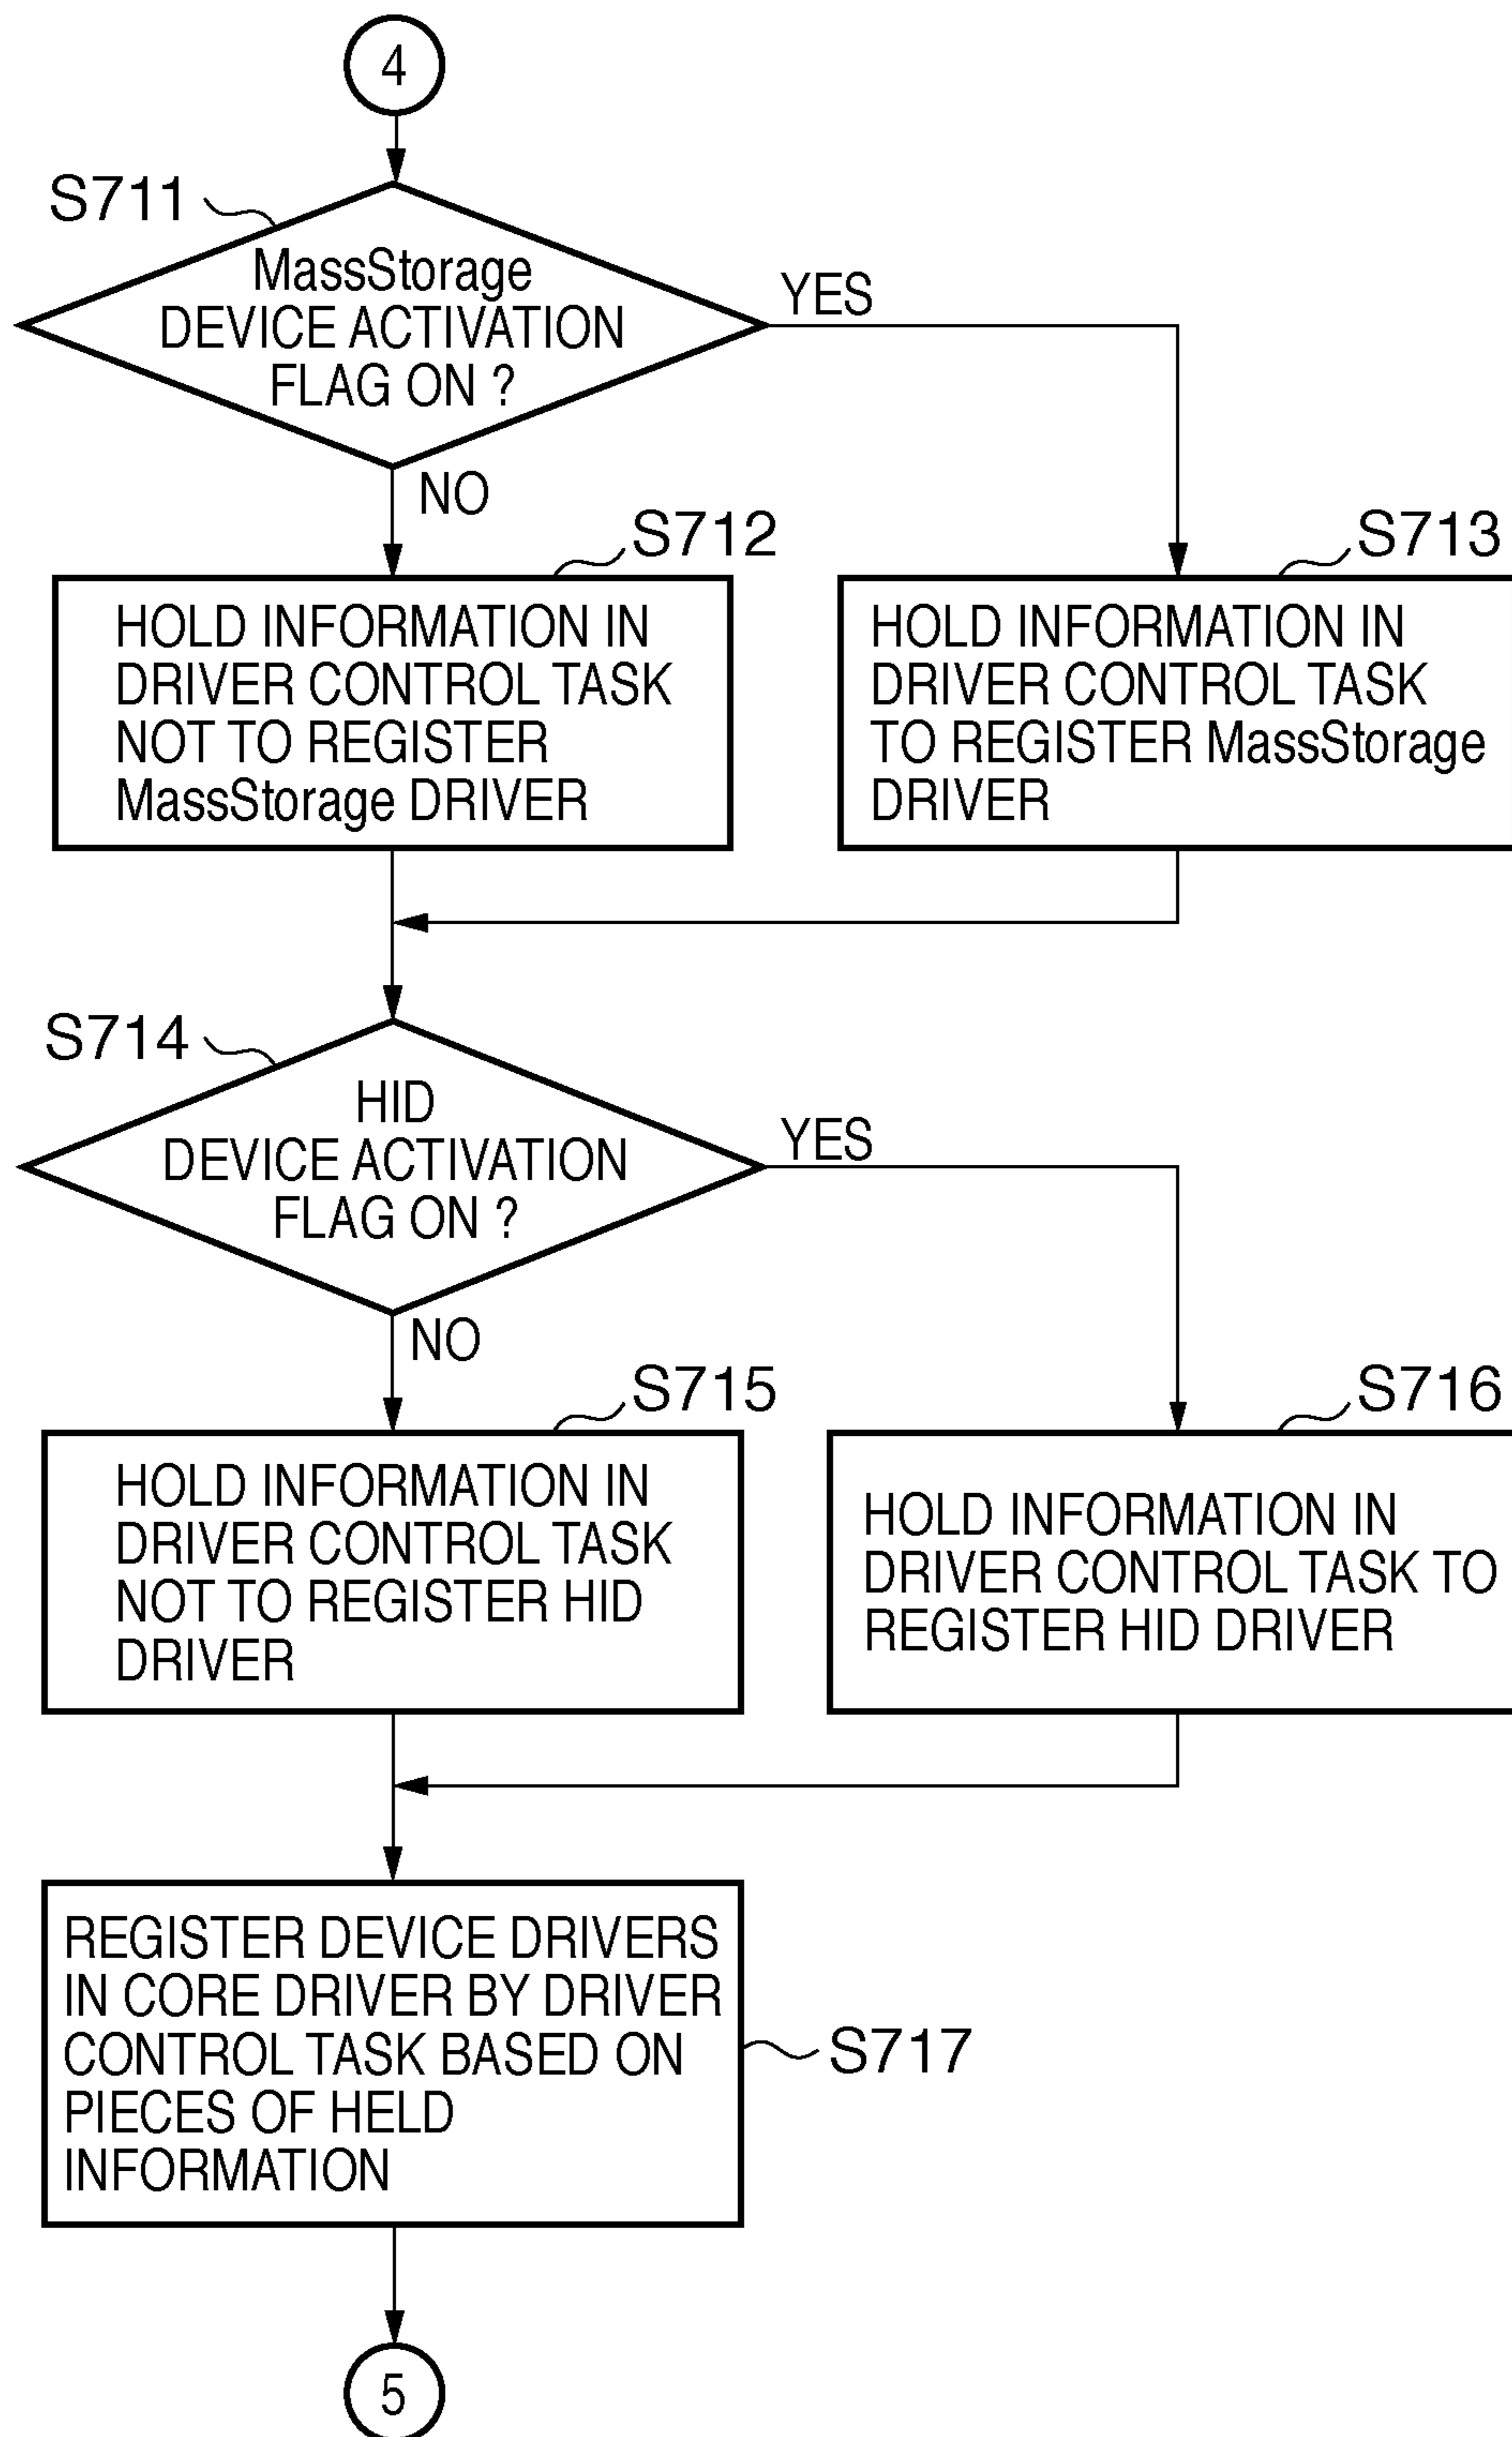 4
S711
MassStorage
DEVICE ACTIVATION
FLAG ON ?
YES
NO
S712
HOLD INFORMATION IN
DRIVER CONTROL TASK
NOT TO REGISTER
MassStorage DRIVER
S713
HOLD INFORMATION IN
DRIVER CONTROL TASK
TO REGISTER MassStorage
DRIVER
S714
HID
DEVICE ACTIVATION
FLAG ON ?
YES
NO
S715
HOLD INFORMATION IN
DRIVER CONTROL TASK
NOT TO REGISTER HID
DRIVER
S716
HOLD INFORMATION IN
DRIVER CONTROL TASK TO
REGISTER HID DRIVER
REGISTER DEVICE DRIVERS
IN CORE DRIVER BY DRIVER
CONTROL TASK BASED ON
PIECES OF HELD
INFORMATION
S717
5